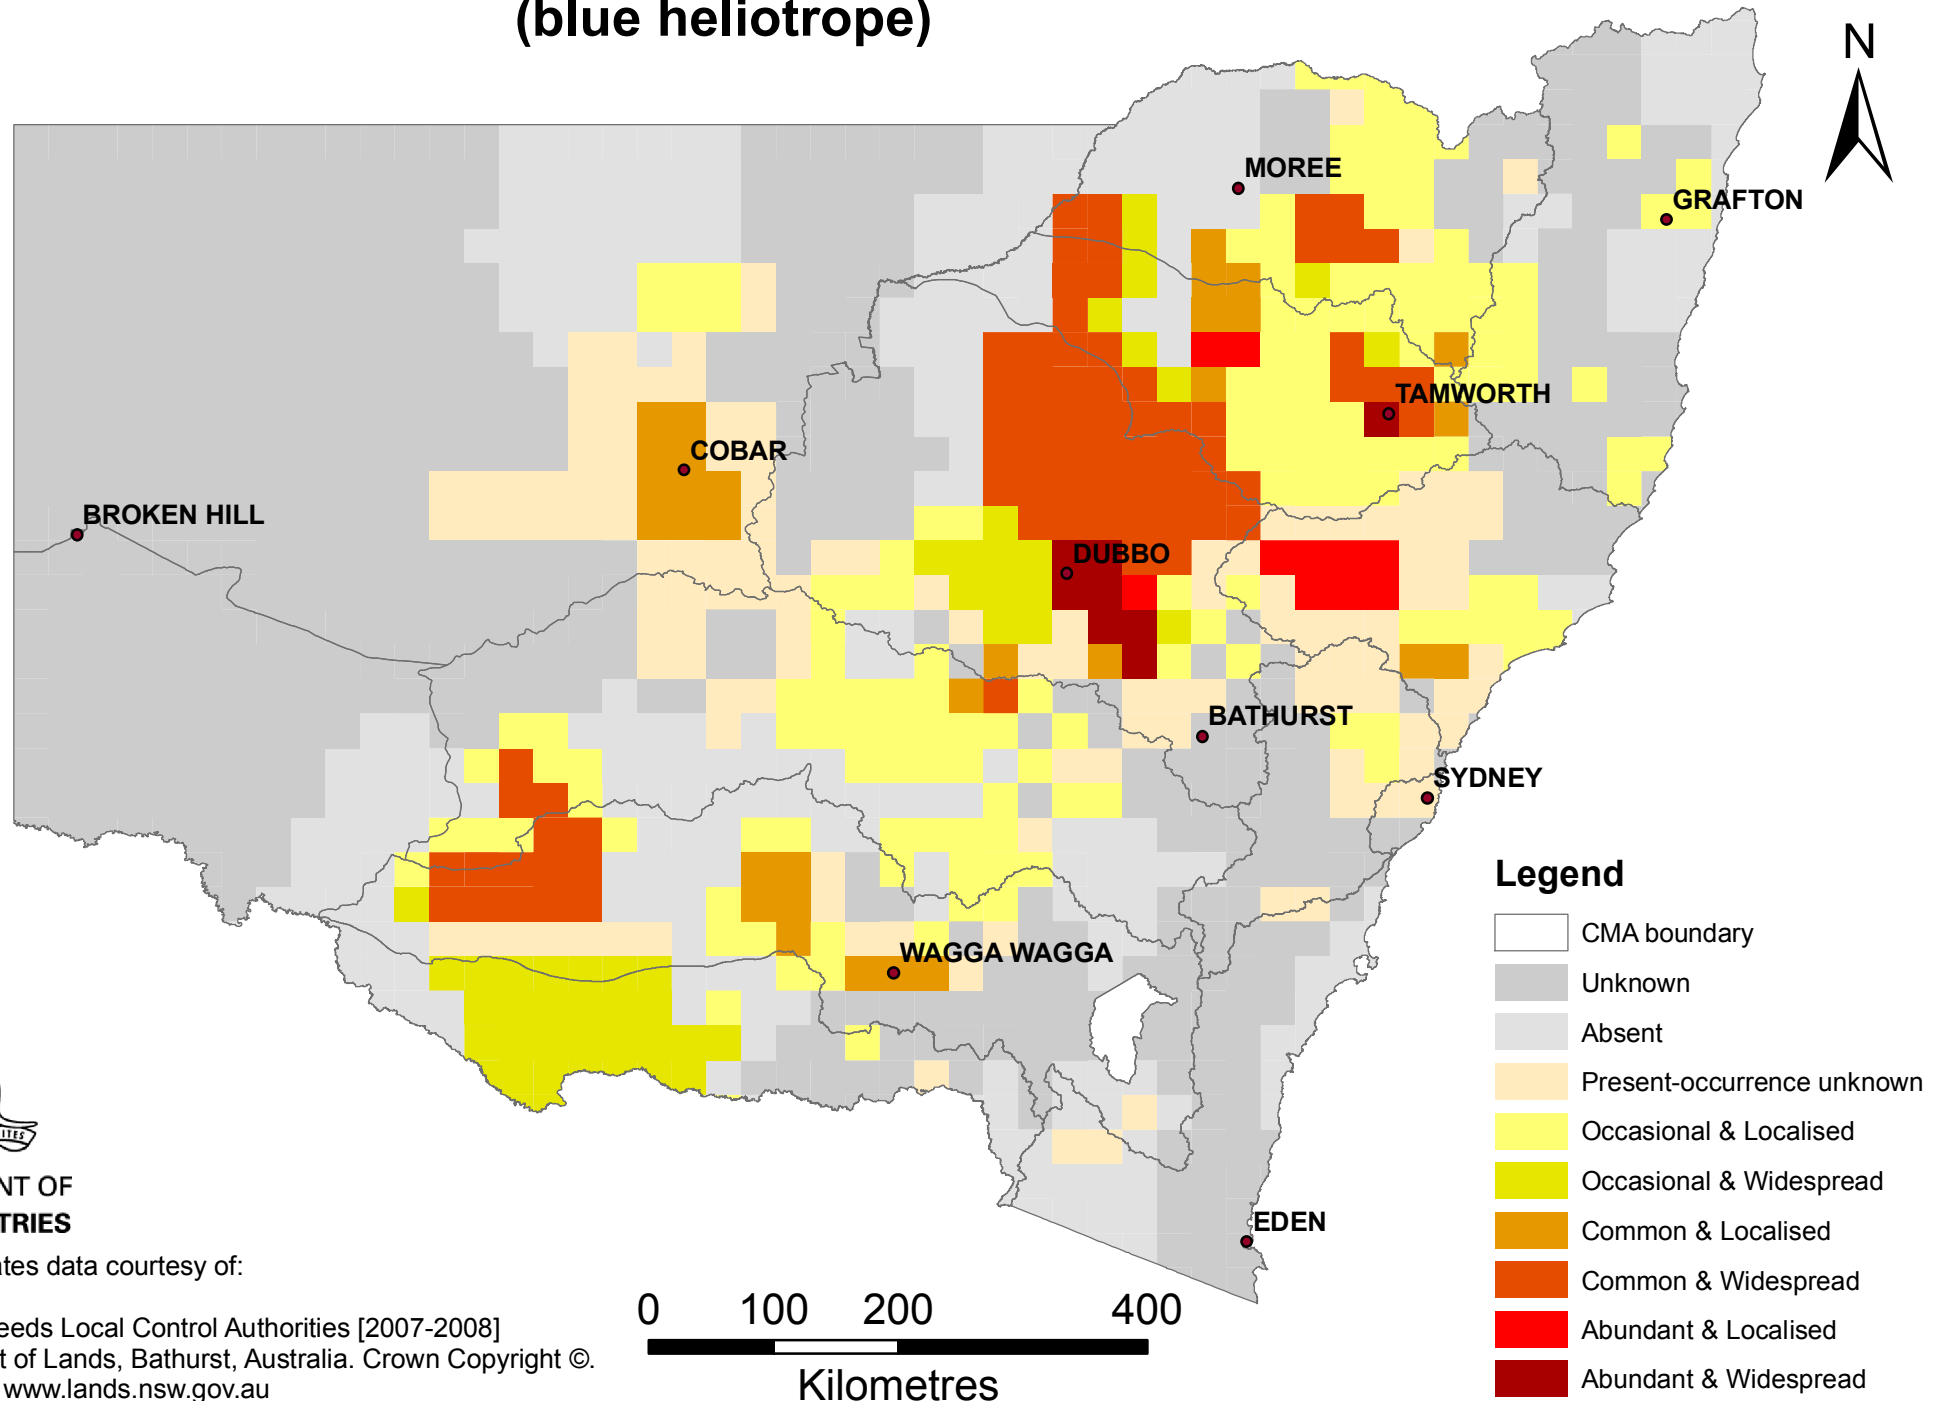 (blue heliotrope)
N
MOREE
GRAFTON
TAMWORTH
COBAR
BROKEN HILL
DUBBO
BATHURST
SYDNEY
WAGGA WAGGA
EDEN
Legend
CMA boundary
Unknown
Absent
Present-occurrence unknown
Occasional & Localised
Occasional & Widespread
Common & Localised
Common & Widespread
Abundant & Localised
Abundant & Widespread
ITES
NT OF
TRIES
ates data courtesy of:
eeds Local Control Authorities [2007-2008]
t of Lands, Bathurst, Australia. Crown Copyright ©.
www.lands.nsw.gov.au
0 100 200 400
Kilometres